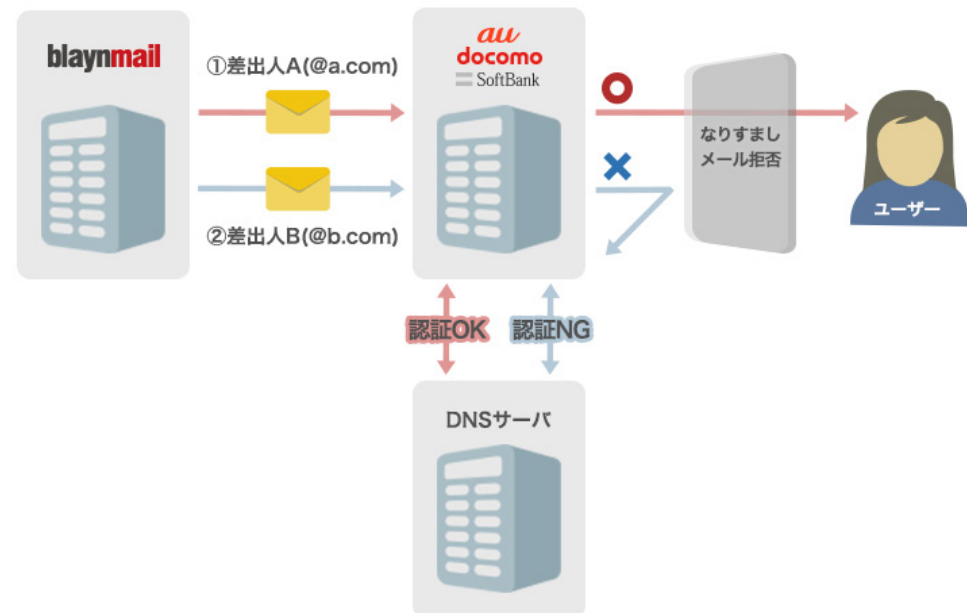 blaynmail
①差出人A(@a.com)
②差出人B(@b.com)
au
docomo
SoftBank
なりすまし
メール拒否
ユーザー
認証OK
認証NG
DNSサーバ